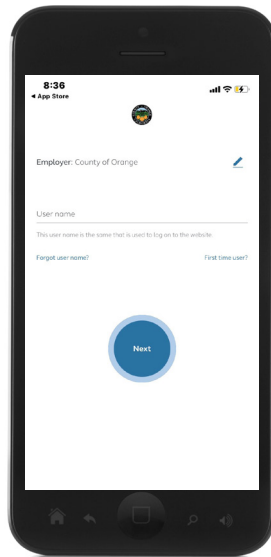 8:36
◄ App Store
Employer: County of Orange
User name
This user name is the same that is used to log on to the website.
Forgot user name? First time user?
Next